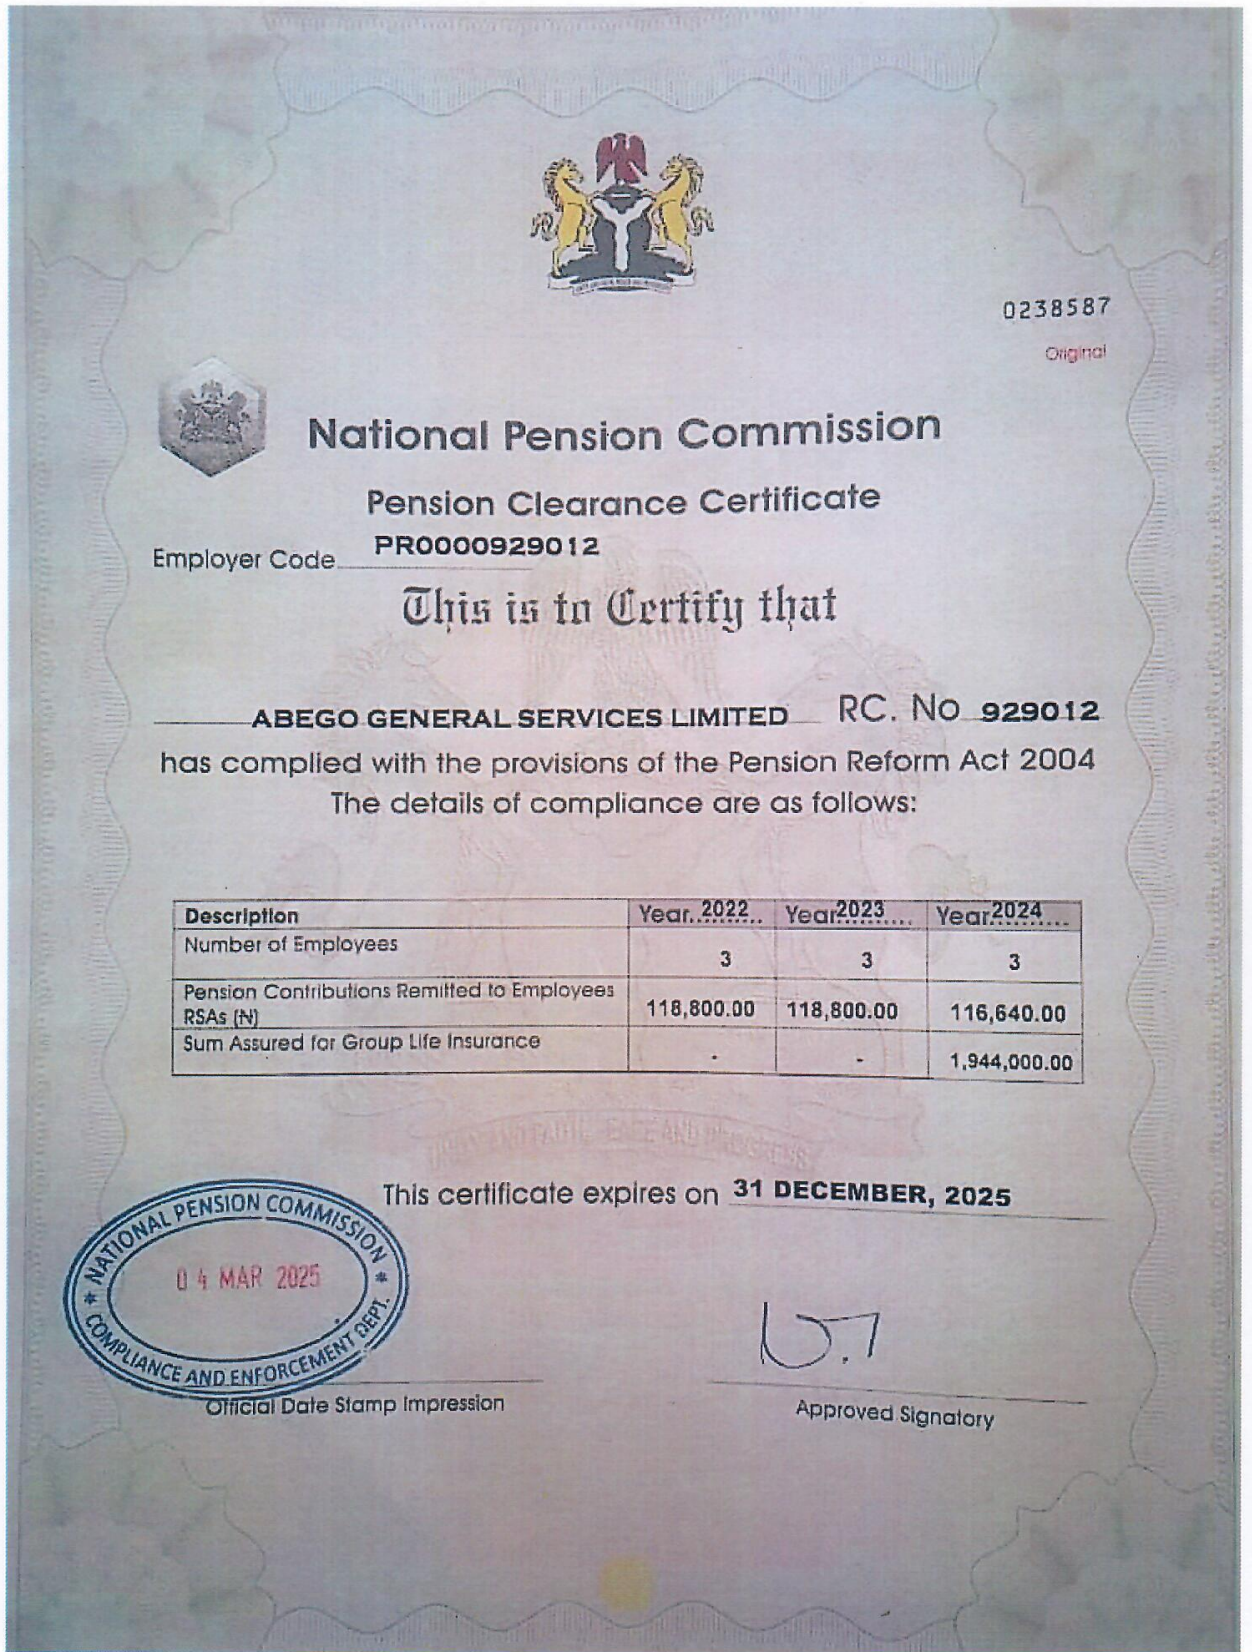 0238587
Original
National Pension Commission
Pension Clearance Certificate
Employer Code PR0000929012
This is to Certify that
ABEGO GENERAL SERVICES LIMITED RC. No 929012
has complied with the provisions of the Pension Reform Act 2004
The details of compliance are as follows:
Description Year..2022.. Year2023.... Year2024....
Number of Employees 3 3 3
Pension Contributions Remitted to Employees
RSAs (₦) 118,800.00 118,800.00 116,640.00
Sum Assured for Group Life Insurance - - 1,944,000.00
This certificate expires on 31 DECEMBER, 2025
* NATIONAL PENSION COMMISSION *
04 MAR 2025
COMPLIANCE AND ENFORCEMENT DEPT.
Official Date Stamp Impression
Approved Signatory